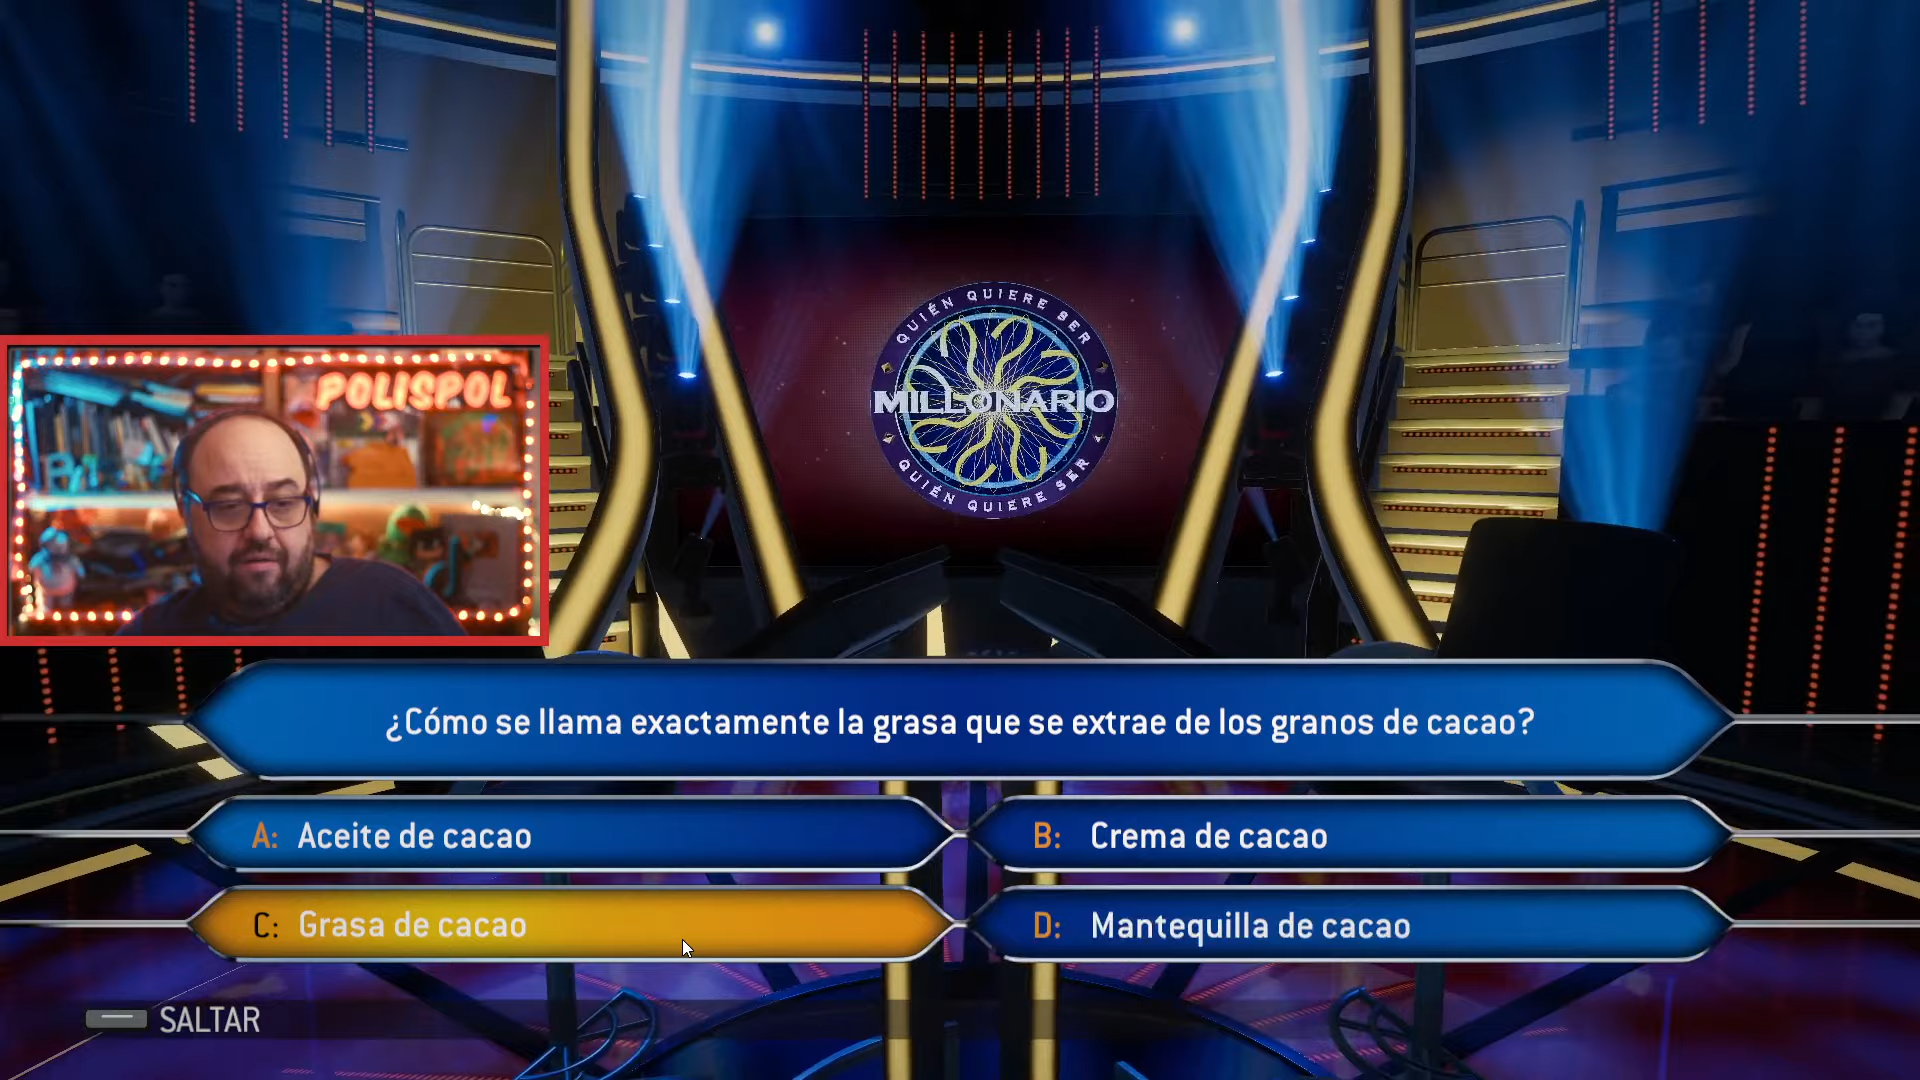 POLISPOL
QUIÉN QUIERE SER
MILLONARIO
QUIÉN QUIERE SER
¿Cómo se llama exactamente la grasa que se extrae de los granos de cacao?
A: Aceite de cacao
B: Crema de cacao
C: Grasa de cacao
D: Mantequilla de cacao
SALTAR